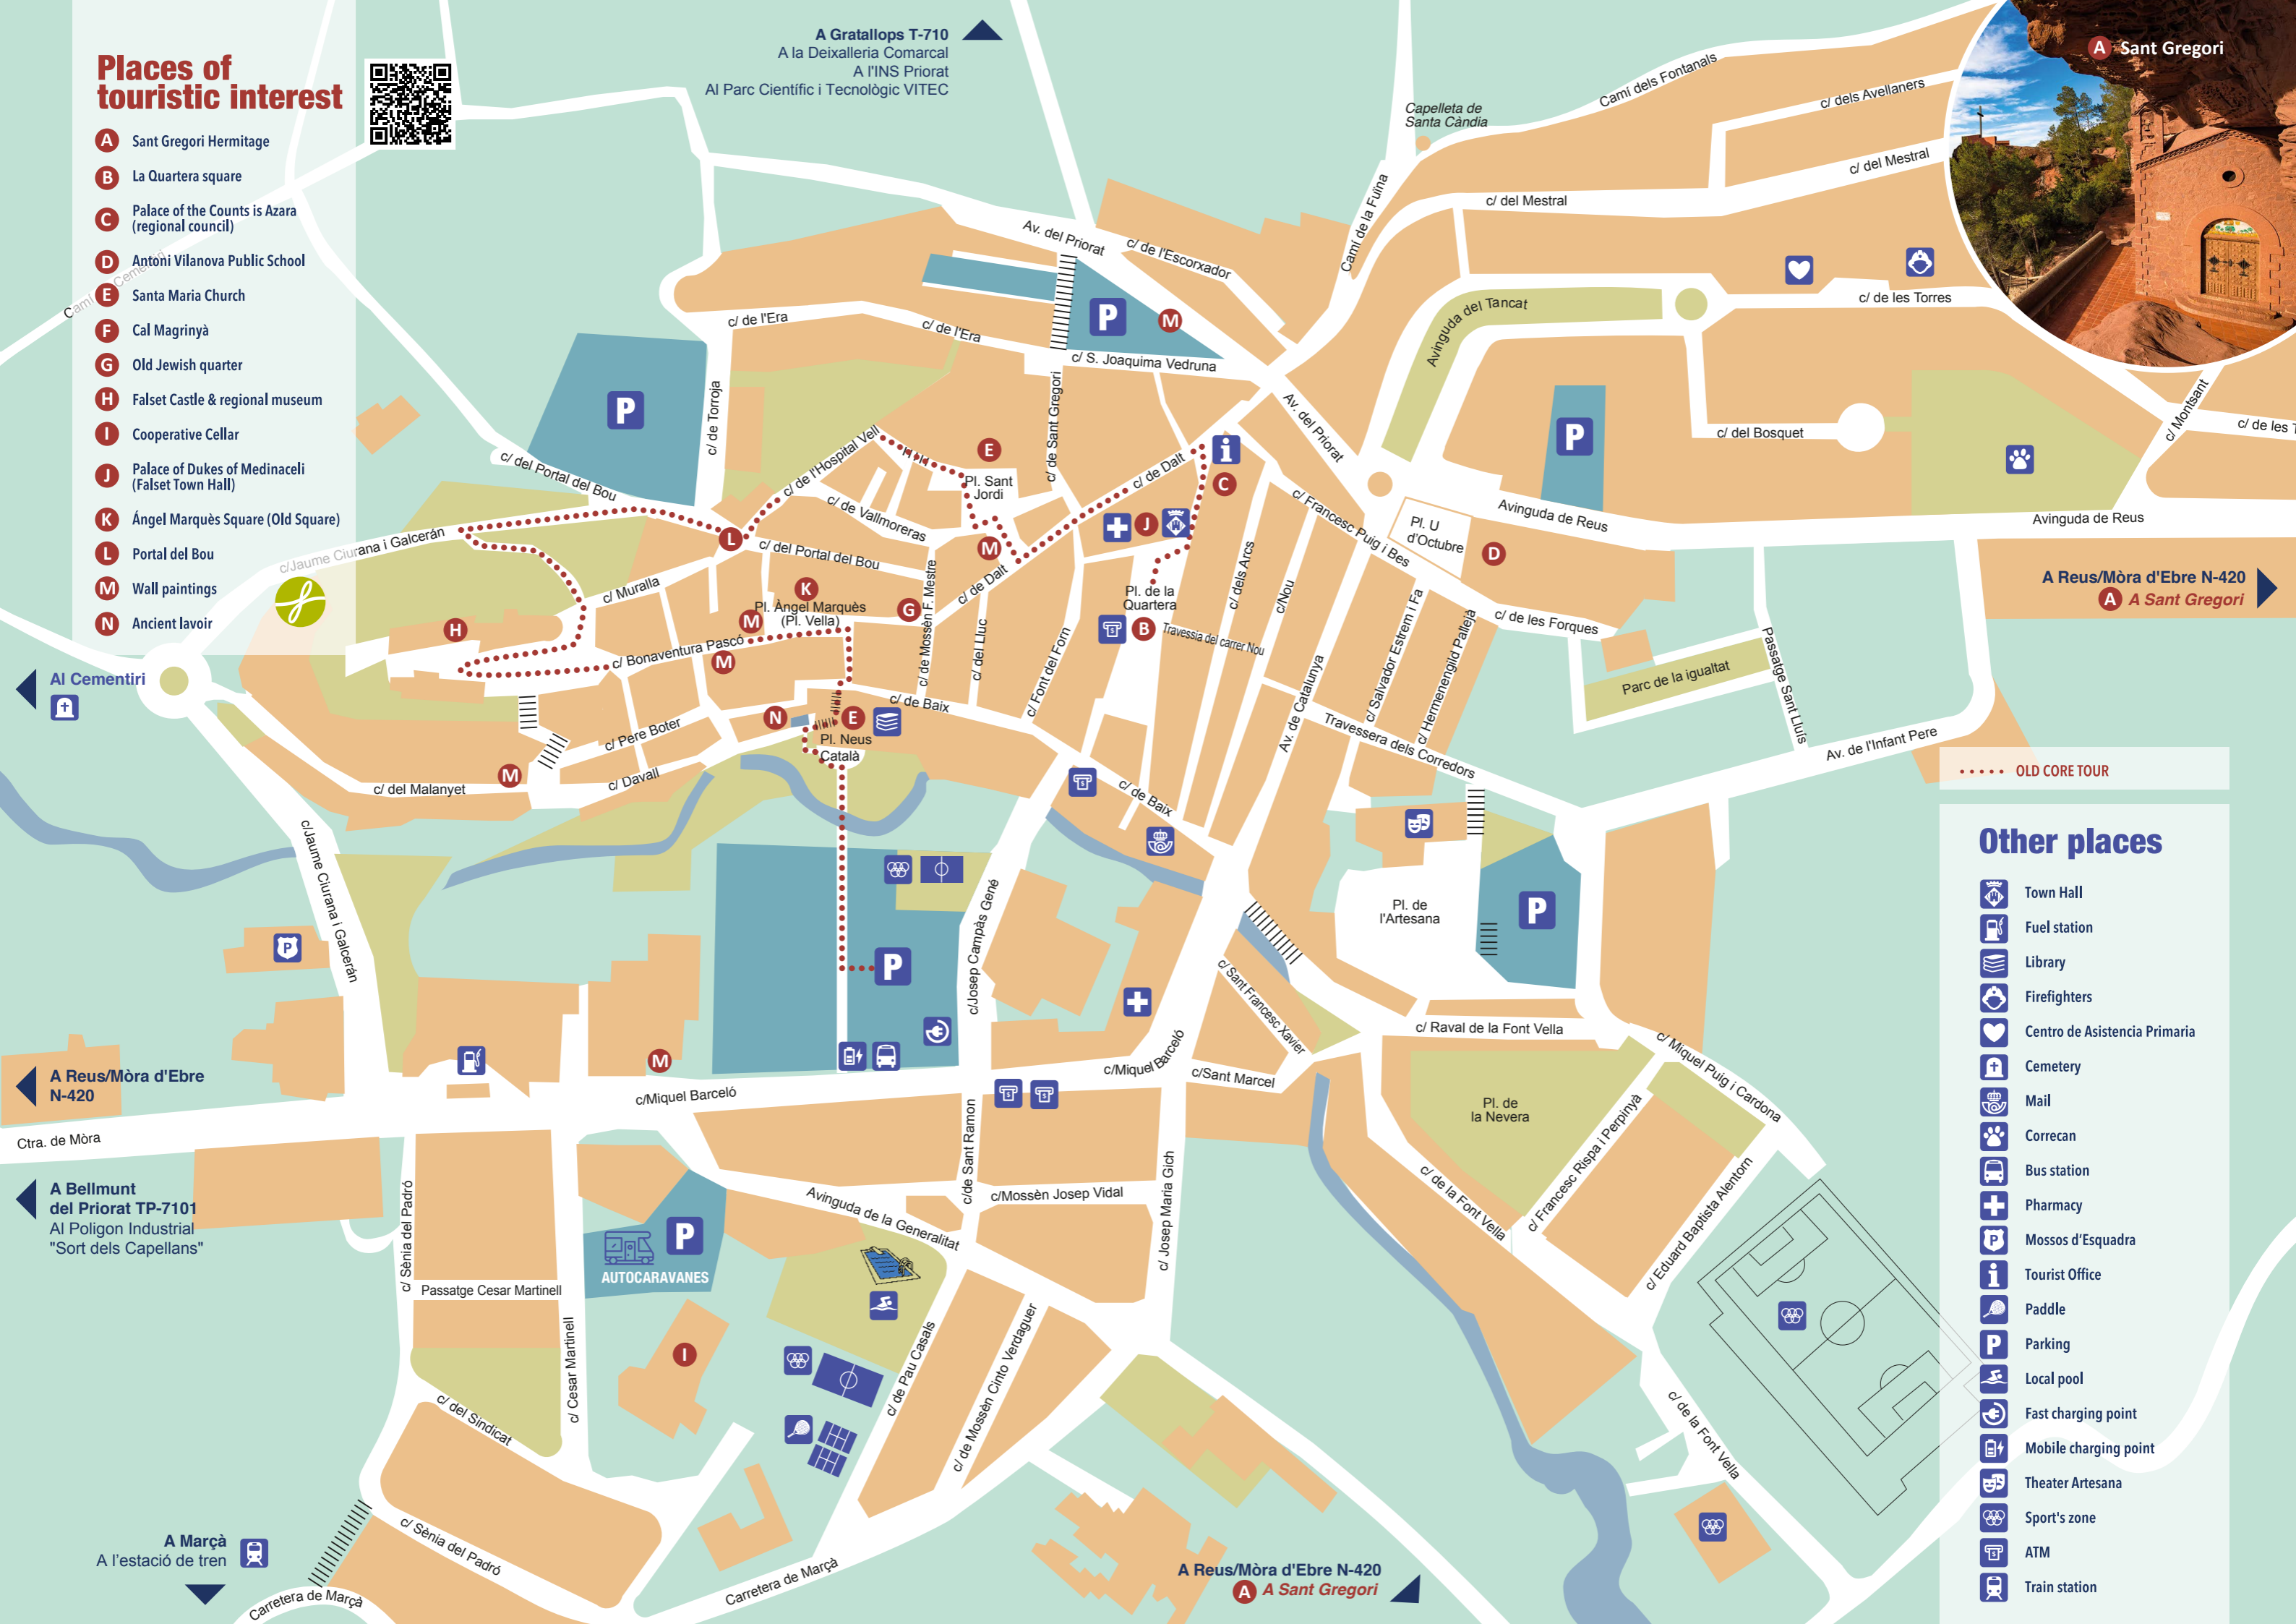 Places of
touristic interest
A Sant Gregori Hermitage
B La Quartera square
C Palace of the Counts is Azara
(regional council)
D Antoni Vilanova Public School
E Santa Maria Church
F Cal Magrinyà
G Old Jewish quarter
H Falset Castle & regional museum
I Cooperative Cellar
J Palace of Dukes of Medinaceli
(Falset Town Hall)
K Ángel Marquès Square (Old Square)
L Portal del Bou
M Wall paintings
N Ancient lavoir
A Gratallops T-710
A la Deixalleria Comarcal
A l'INS Priorat
Al Parc Científic i Tecnològic VITEC
Capelleta de
Santa Càndia
Camí dels Fontanals
c/ dels Avellaners
c/ del Mestral
c/ del Mestral
A Sant Gregori
Camí de la Fuïna
Av. del Priorat
c/ de l'Escorxador
c/ de les Torres
Avinguda del Tancat
P
M
c/ de l'Era
c/ de l'Era
c/ S. Joaquima Vedruna
c/ de Torroja
c/ de Sant Gregori
Av. del Priorat
P
P
c/ del Bosquet
c/ Montsant
c/ de les T
c/ del Portal del Bou
c/ de l'Hospital Vell
E
Pl. Sant
Jordi
c/ de Dalt
i
C
c/ de Vallmoreras
c/ Francesc Puig i Bes
Pl. U
d'Octubre
D
Avinguda de Reus
Avinguda de Reus
c/Jaume Ciurana i Galcerán
L
c/ del Portal del Bou
M
J
c/ de Dalt
c/ Muralla
K
Pl. Àngel Marquès
(Pl. Vella)
M
G
c/ de Mossèn F. Mestre
c/ del Lluc
c/ Font del Forn
Pl. de la
Quartera
B
Travessia del carrer Nou
c/ dels Arcs
c/Nou
c/ Salvador Estrem i Fa
c/ Hermenengild Pallejà
c/ de les Forques
Parc de la igualtat
Passatge Sant Lluís
Av. de l'Infant Pere
A Reus/Mòra d'Ebre N-420
A A Sant Gregori
H
c/ Bonaventura Pascó
M
Al Cementiri
N
E
Pl. Neus
Català
c/ de Baix
c/ Pere Boter
c/ Davall
M
c/ del Malanyet
c/ de Baix
Av. de Catalunya
Travessera dels Corredors
OLD CORE TOUR
c/Jaume Ciurana i Galcerán
P
P
c/Josep Campàs Gené
Pl. de
l'Artesana
P
c/ Sant Francesc Xavier
c/ Raval de la Font Vella
c/ Miquel Puig i Cardona
A Reus/Mòra d'Ebre
N-420
M
c/Miquel Barceló
c/Miquel Barceló
c/Sant Marcel
Pl. de
la Nevera
c/ Francesc Rispa i Perpinyà
c/ Eduard Baptista Alentorn
Ctra. de Mòra
A Bellmunt
del Priorat TP-7101
Al Poligon Industrial
"Sort dels Capellans"
c/ Sènia del Padró
c/de Sant Ramon
c/Mossèn Josep Vidal
c/ Josep Maria Gich
Avinguda de la Generalitat
P
AUTOCARAVANES
Passatge Cesar Martinell
c/ Cesar Martinell
I
c/ del Sindicat
c/ de Pau Casals
c/ de Mossèn Cinto Verdaguer
c/ de la Font Vella
c/ de la Font Vella
c/ Sènia del Padró
A Marçà
A l'estació de tren
Carretera de Marçà
Carretera de Marçà
A Reus/Mòra d'Ebre N-420
A A Sant Gregori
Other places
Town Hall
Fuel station
Library
Firefighters
Centro de Asistencia Primaria
Cemetery
Mail
Correcan
Bus station
Pharmacy
P Mossos d'Esquadra
i Tourist Office
Paddle
P Parking
Local pool
Fast charging point
Mobile charging point
Theater Artesana
Sport's zone
ATM
Train station